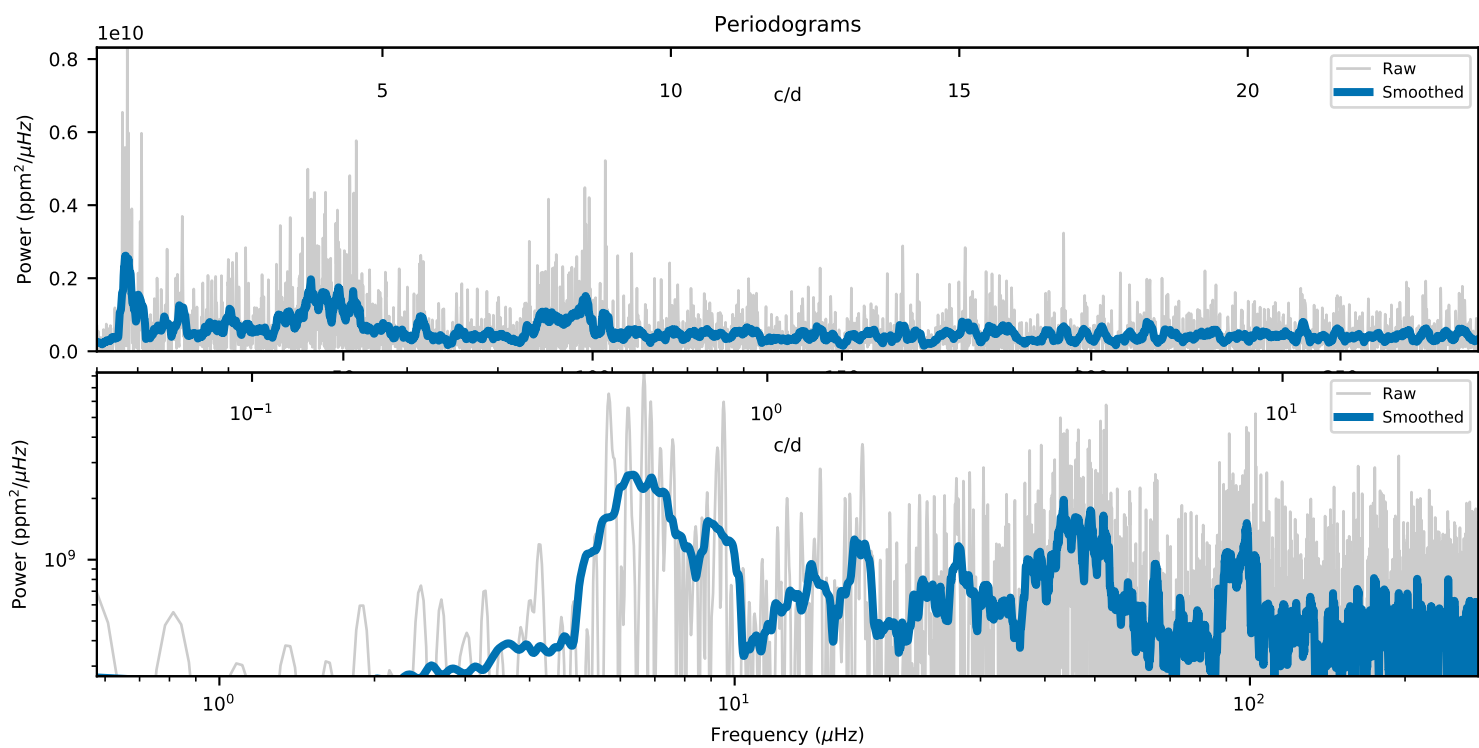 Periodograms
1e10
0.8
0.6
0.4
0.2
0.0
Power (ppm²/μHz)
5
10
15
20
c/d
Raw
Smoothed
10⁻¹
10⁰
10¹
c/d
Raw
Smoothed
10⁹
Power (ppm²/μHz)
10⁰
10¹
10²
Frequency (μHz)